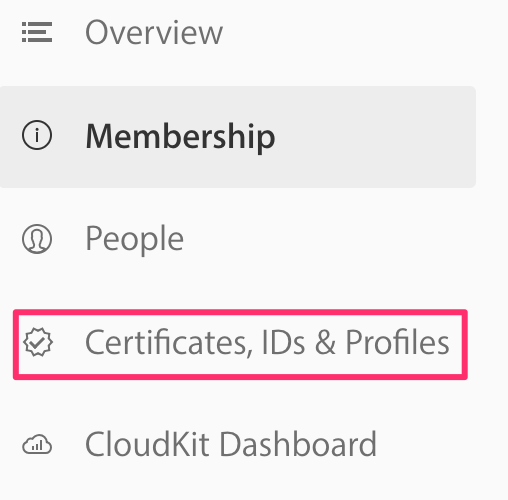 Overview
Membership
People
Certificates, IDs & Profiles
CloudKit Dashboard